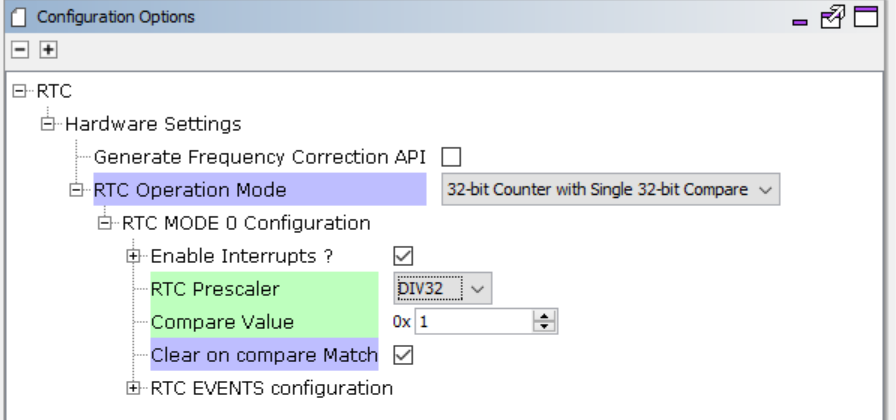 Configuration Options
RTC
Hardware Settings
Generate Frequency Correction API
RTC Operation Mode 32-bit Counter with Single 32-bit Compare
RTC MODE 0 Configuration
Enable Interrupts ?
RTC Prescaler DIV32
Compare Value 0x 1
Clear on compare Match
RTC EVENTS configuration